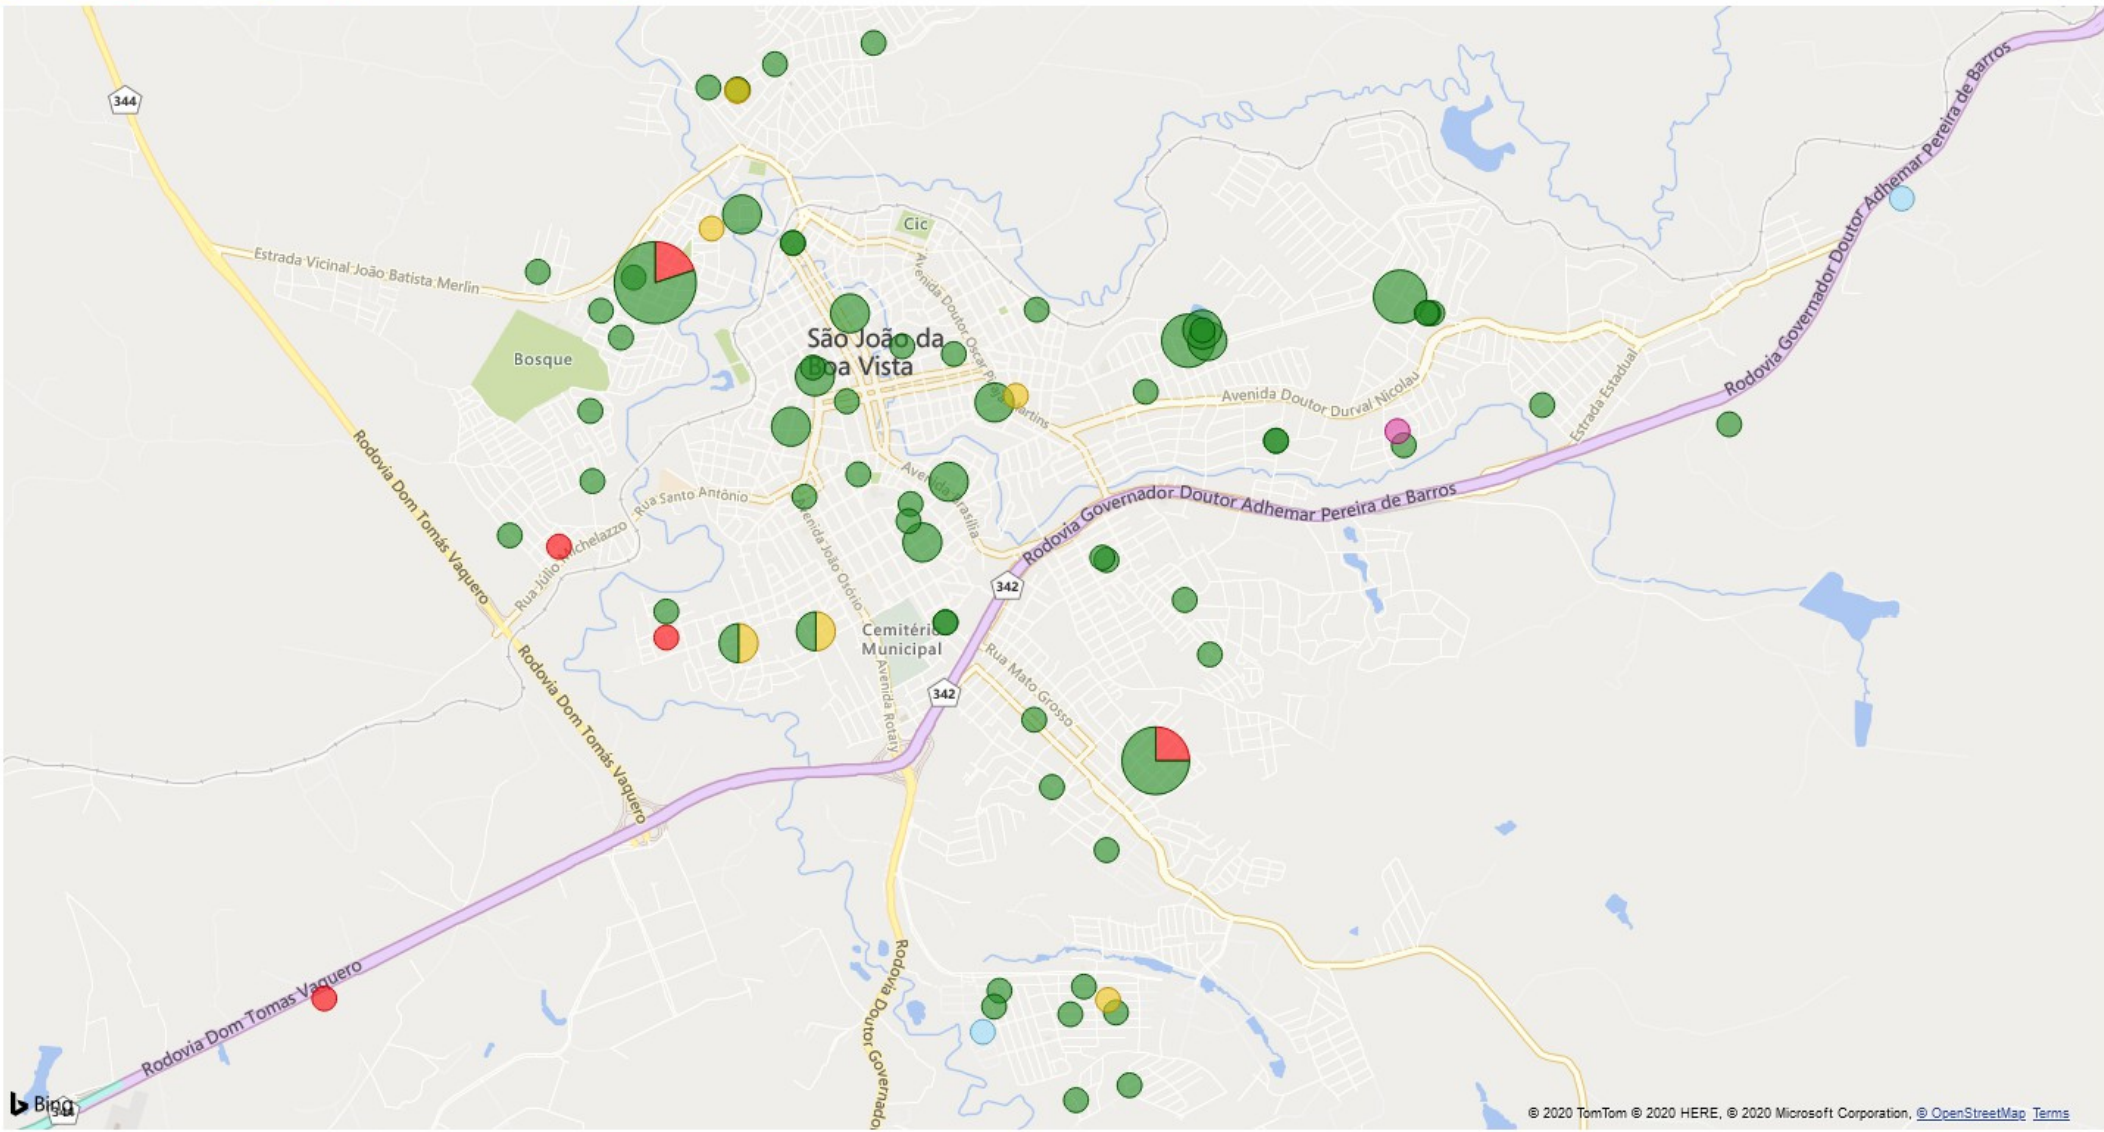 Rodovia Governador Doutor Adhemar Pereira de Barros
344
Cic
Estrada Vicinal João Batista Merlin
Avenida Doutor Oscar
Martins
São João da
Boa Vista
Bosque
Avenida Doutor Durval Nicolau
Estrada Estadual
Rodovia Dom Tomás Vaquero
Rua Santo Antônio
Avenida Brasília
Rodovia Governador Doutor Adhemar Pereira de Barros
Rua Júlio Michelazzo
Avenida João Osório
342
Cemitério
Municipal
Rua Mato Grosso
Rodovia Dom Tomás Vaquero
Avenida Rotary
342
Rodovia Dom Tomas Vaquero
Rodovia Doutor Governador
Bing
344
© 2020 TomTom © 2020 HERE, © 2020 Microsoft Corporation, © OpenStreetMap Terms